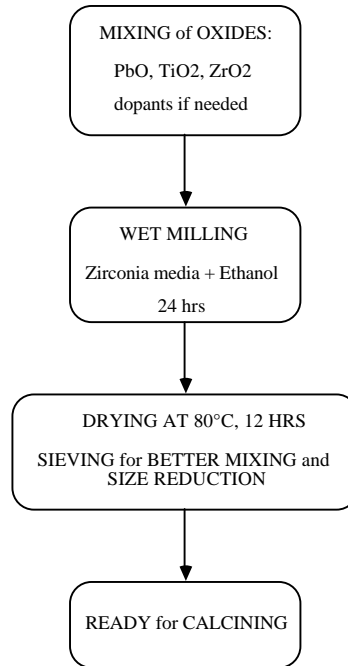 MIXING of OXIDES:
PbO, TiO2, ZrO2
dopants if needed
WET MILLING
Zirconia media + Ethanol
24 hrs
DRYING AT 80°C, 12 HRS
SIEVING for BETTER MIXING and
SIZE REDUCTION
READY for CALCINING